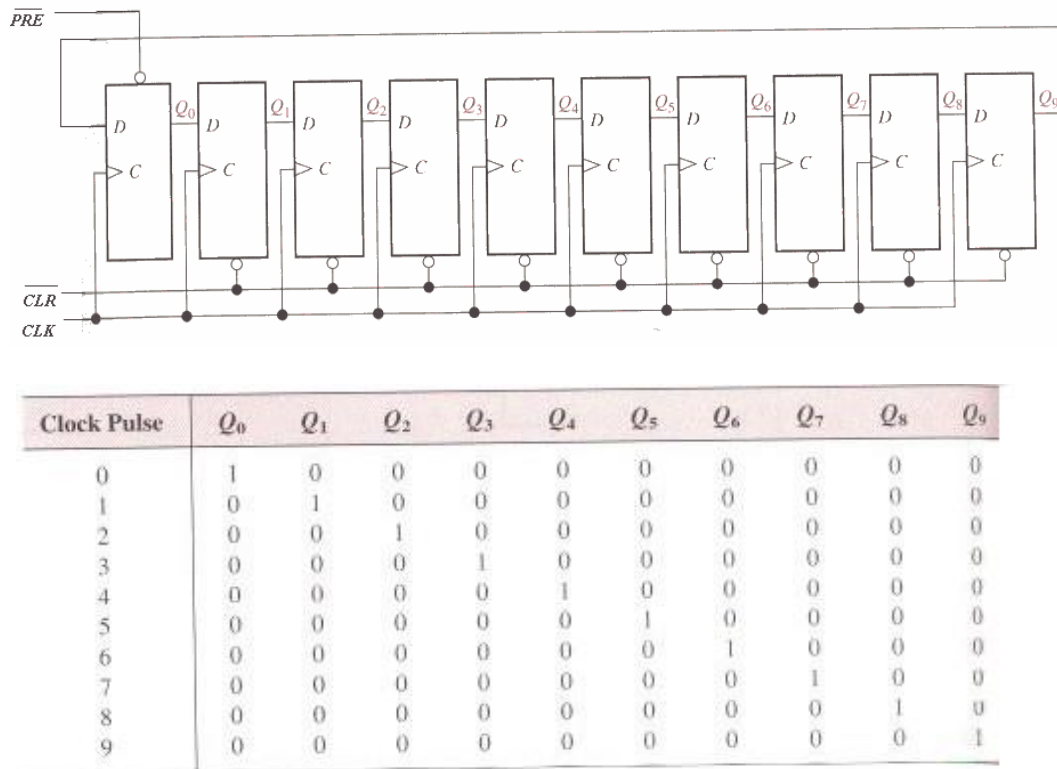 PRE
Q₀ Q₁ Q₂ Q₃ Q₄ Q₅ Q₆ Q₇ Q₈ Q₉
D D D D D D D D D D
C C C C C C C C C C
CLR
CLK
Clock Pulse Q₀ Q₁ Q₂ Q₃ Q₄ Q₅ Q₆ Q₇ Q₈ Q₉
0 1 0 0 0 0 0 0 0 0 0
1 0 1 0 0 0 0 0 0 0 0
2 0 0 1 0 0 0 0 0 0 0
3 0 0 0 1 0 0 0 0 0 0
4 0 0 0 0 1 0 0 0 0 0
5 0 0 0 0 0 1 0 0 0 0
6 0 0 0 0 0 0 1 0 0 0
7 0 0 0 0 0 0 0 1 0 0
8 0 0 0 0 0 0 0 0 1 0
9 0 0 0 0 0 0 0 0 0 1